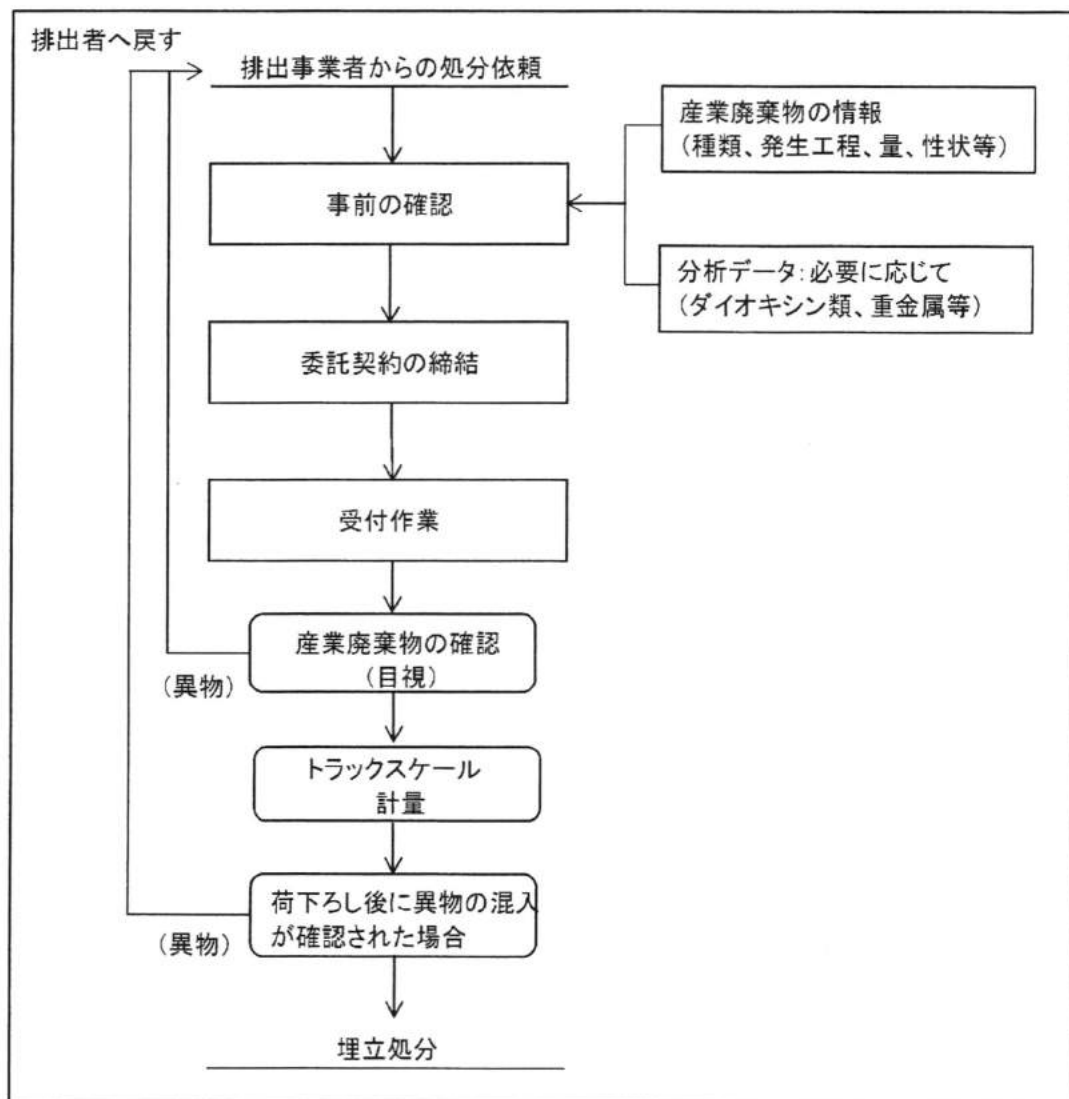 排出者へ戻す
排出事業者からの処分依頼
産業廃棄物の情報
(種類、発生工程、量、性状等)
事前の確認
分析データ:必要に応じて
(ダイオキシン類、重金属等)
委託契約の締結
受付作業
産業廃棄物の確認
(目視)
(異物)
トラックスケール
計量
荷下ろし後に異物の混入
が確認された場合
(異物)
埋立処分